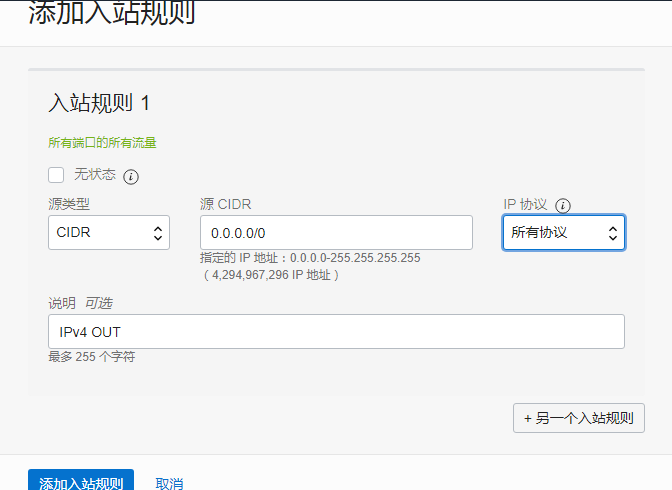 添加入站规则
入站规则 1
所有端口的所有流量
无状态
源类型
源 CIDR
IP 协议
CIDR
0.0.0.0/0
所有协议
指定的 IP 地址：0.0.0.0-255.255.255.255
（4,294,967,296 IP 地址）
说明 可选
IPv4 OUT
最多 255 个字符
+ 另一个入站规则
添加入站规则
取消